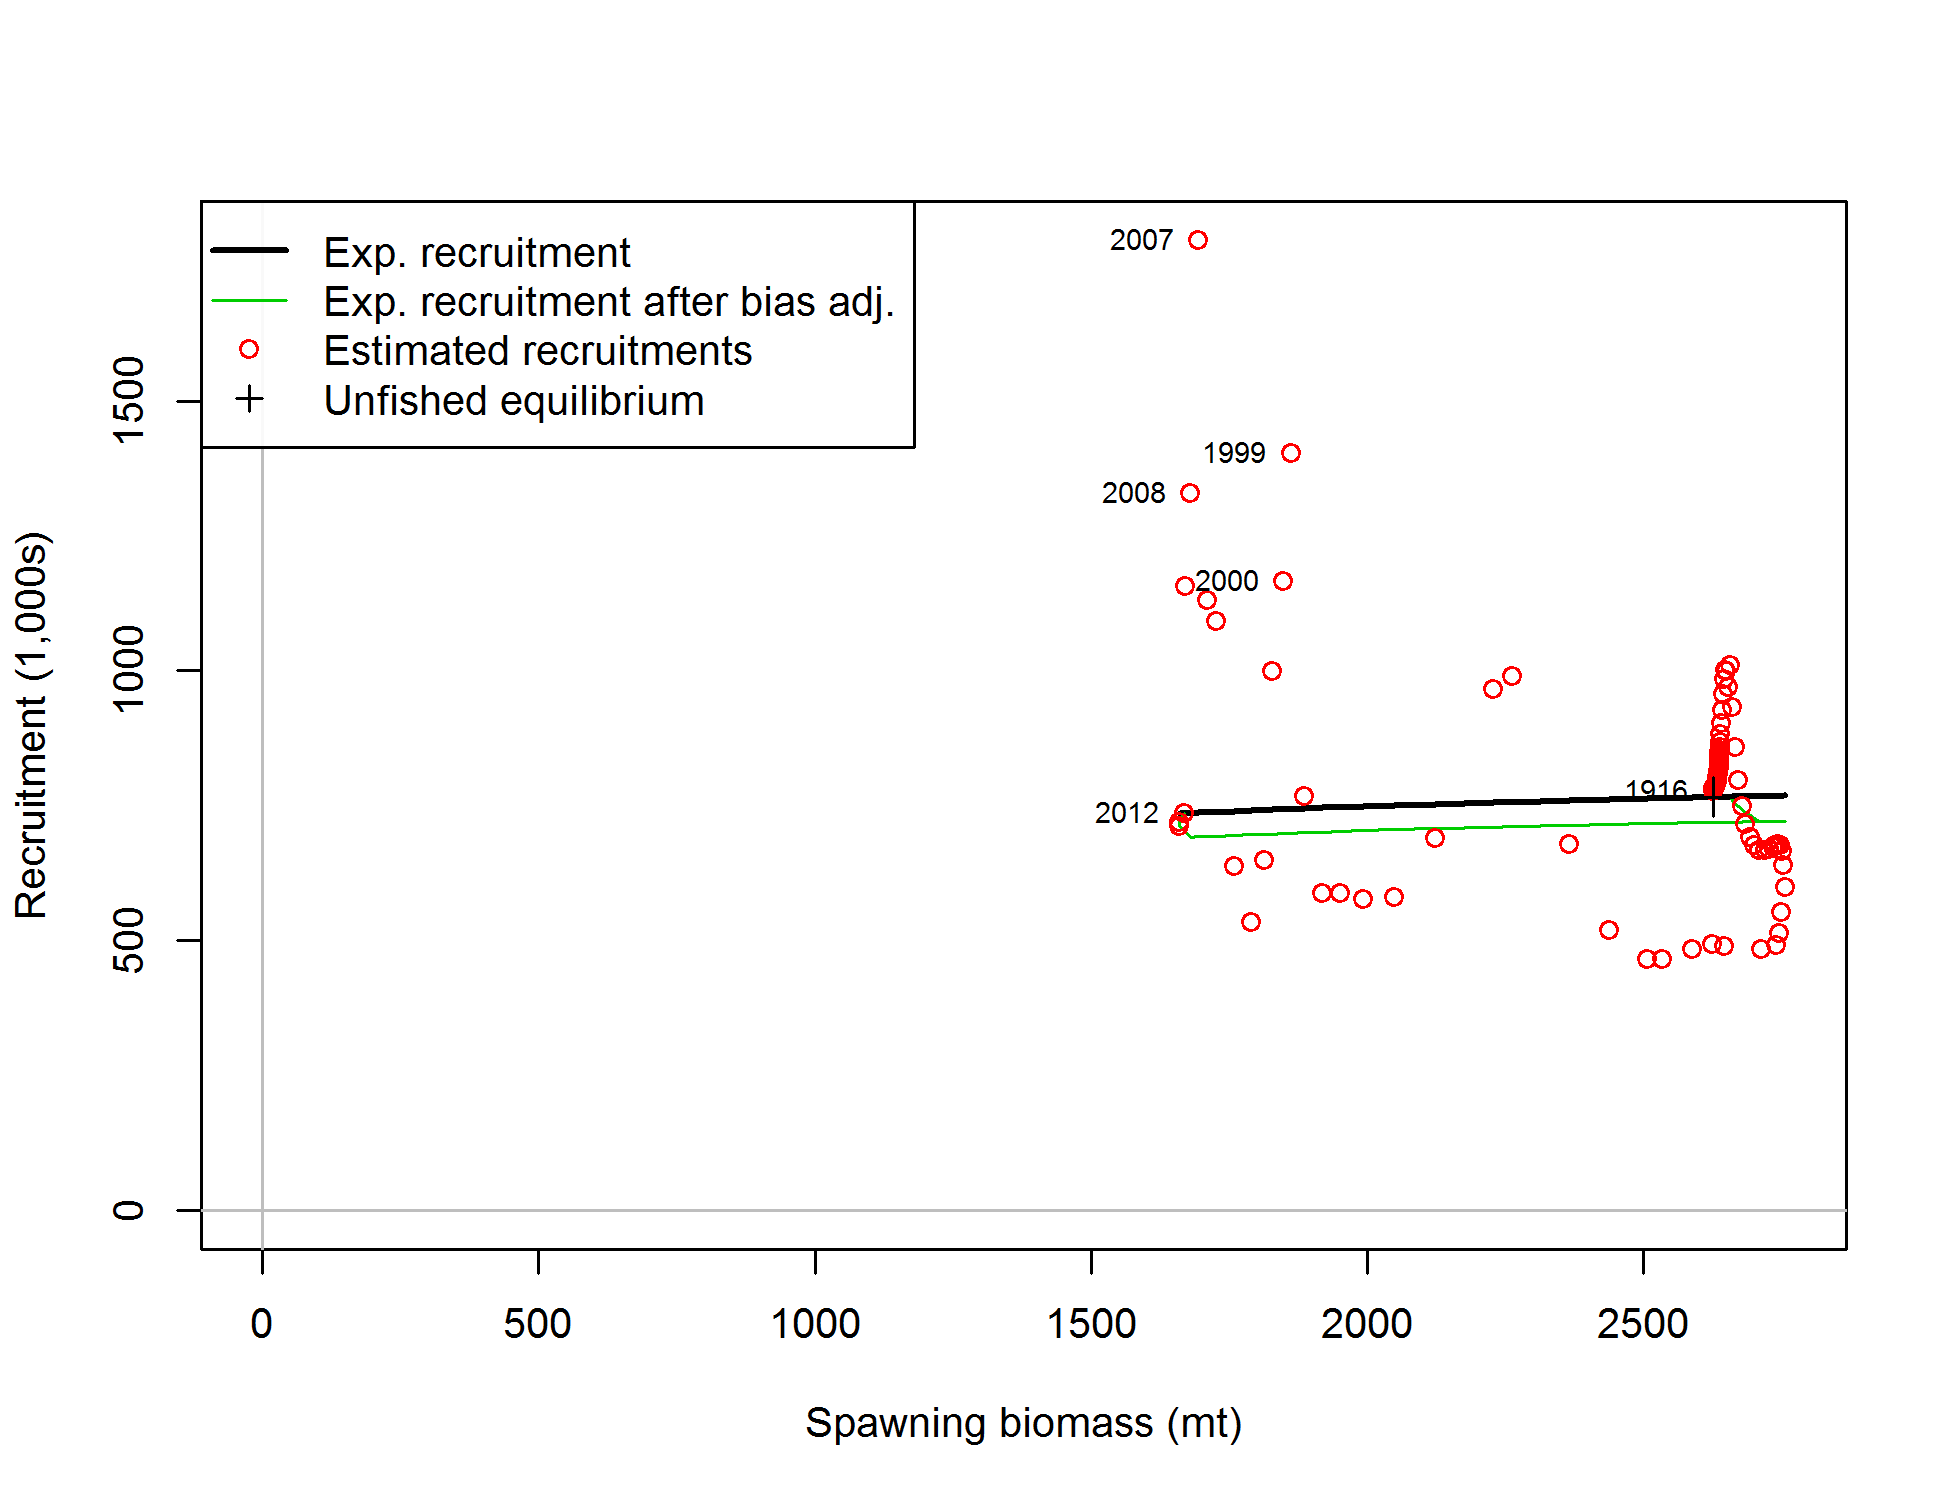 Exp. recruitment
Exp. recruitment after bias adj.
Estimated recruitments
Unfished equilibrium
2007
1999
2008
2000
1916
2012
Recruitment (1,000s)
1500
1000
500
0
0
500
1000
1500
2000
2500
Spawning biomass (mt)